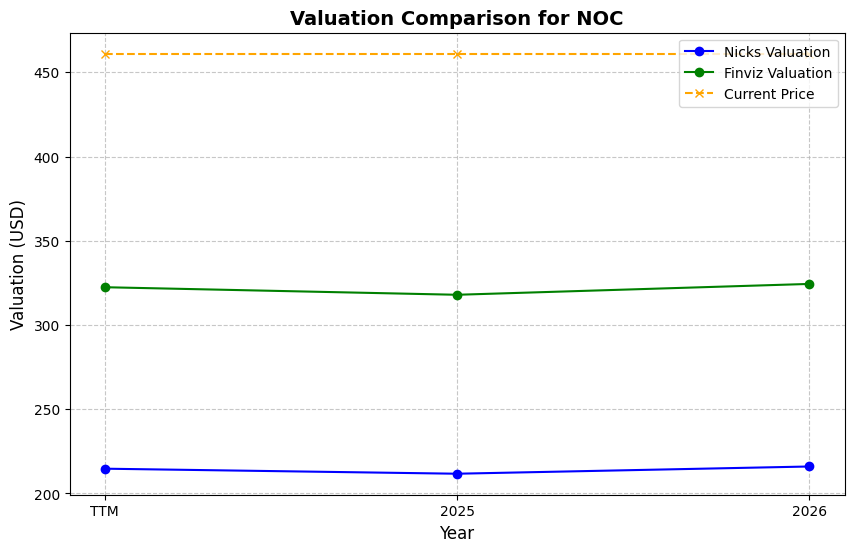 Valuation Comparison for NOC
Nicks Valuation
Finviz Valuation
Current Price
Valuation (USD)
450
400
350
300
250
200
TTM
2025
2026
Year